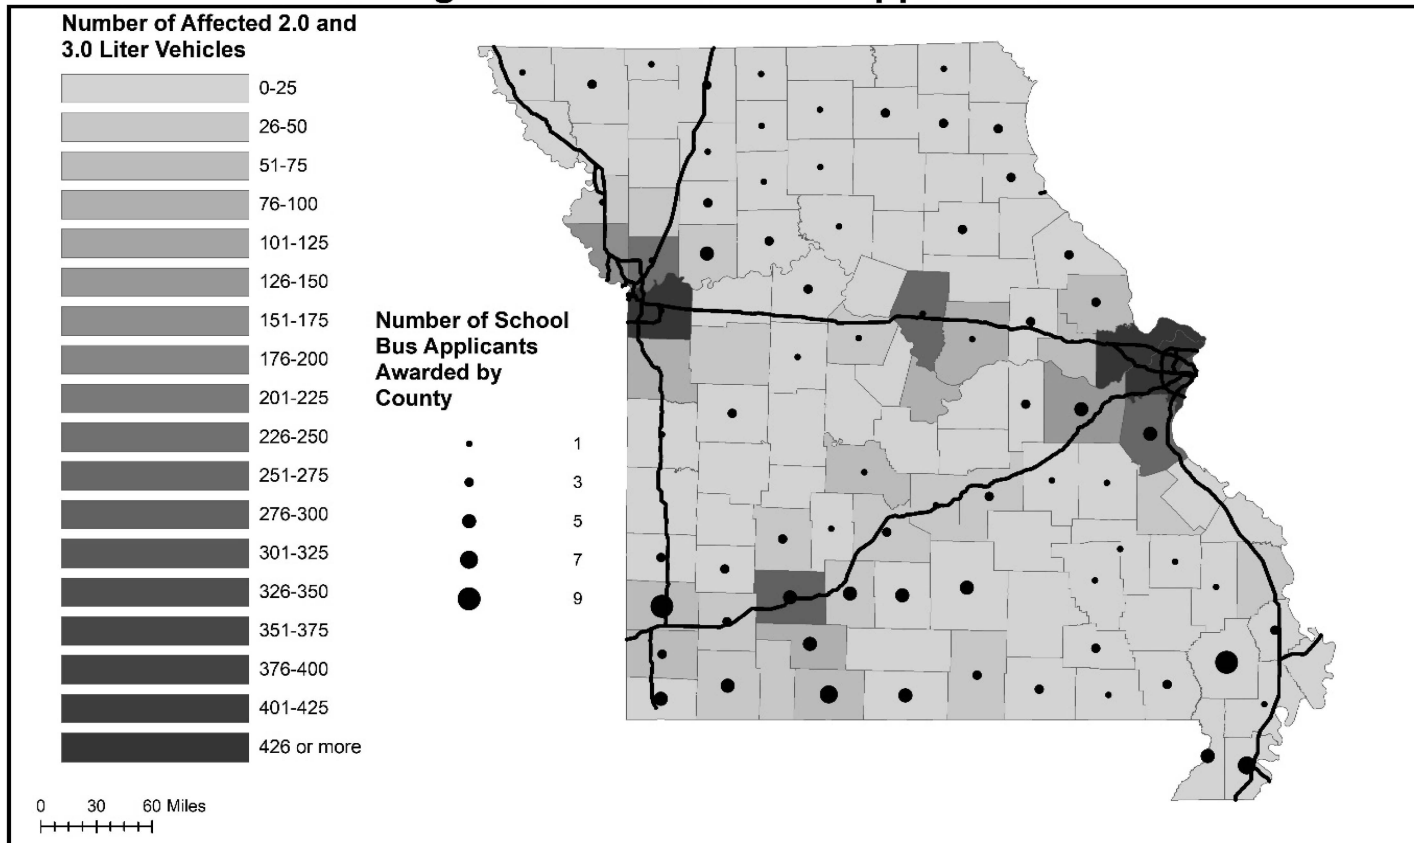 Number of Affected 2.0 and
3.0 Liter Vehicles
0-25
26-50
51-75
76-100
101-125
126-150
151-175
176-200
201-225
226-250
251-275
276-300
301-325
326-350
351-375
376-400
401-425
426 or more
0 30 60 Miles
Number of School
Bus Applicants
Awarded by
County
1
3
5
7
9